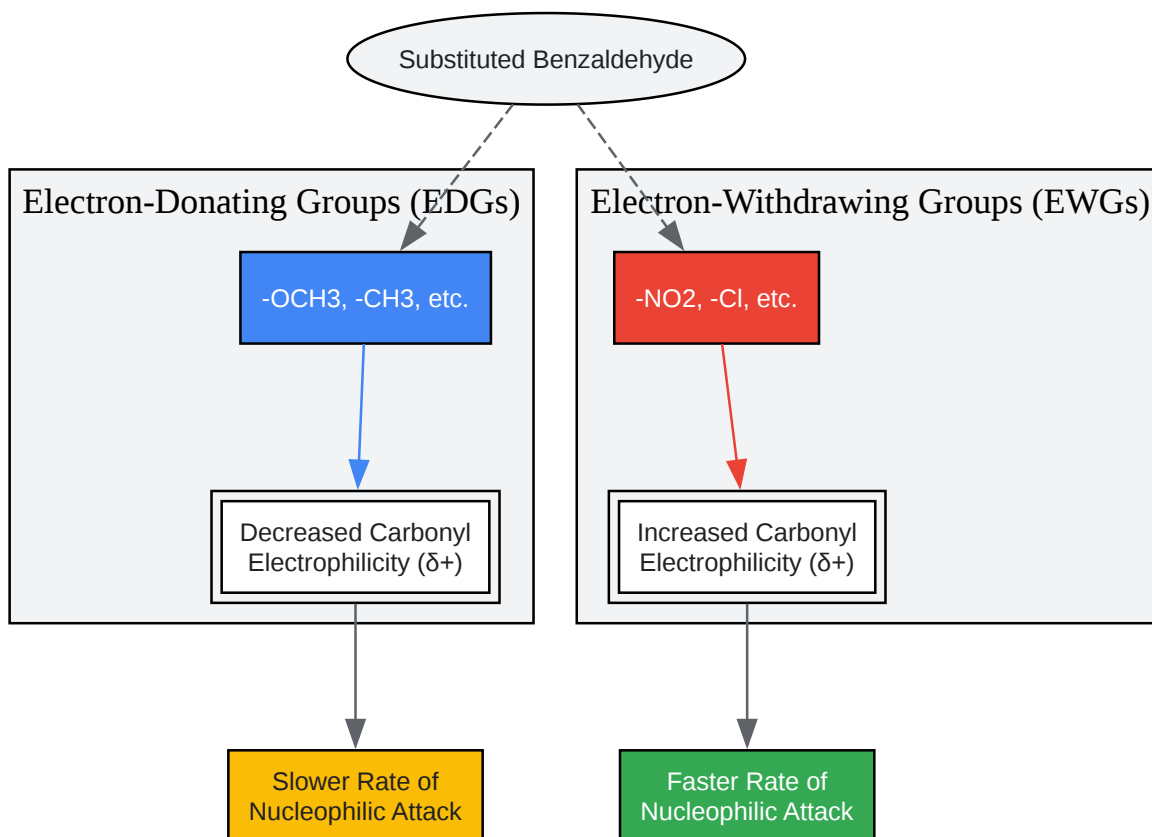 Substituted Benzaldehyde
Electron-Donating Groups (EDGs)
Electron-Withdrawing Groups (EWGs)
-OCH3, -CH3, etc.
-NO2, -Cl, etc.
Decreased Carbonyl
Electrophilicity (δ+)
Increased Carbonyl
Electrophilicity (δ+)
Slower Rate of
Nucleophilic Attack
Faster Rate of
Nucleophilic Attack